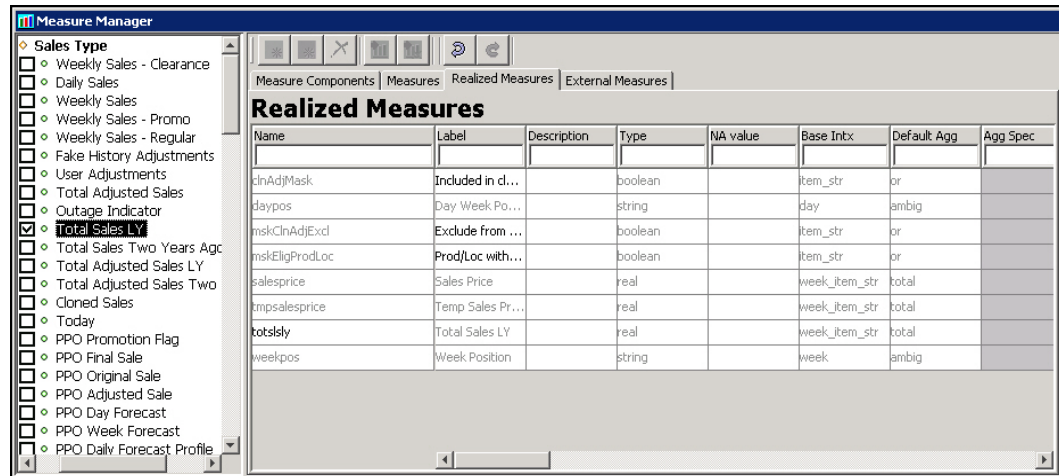 Measure Manager
Sales Type
Weekly Sales - Clearance
Daily Sales
Weekly Sales
Weekly Sales - Promo
Weekly Sales - Regular
Fake History Adjustments
User Adjustments
Total Adjusted Sales
Outage Indicator
Total Sales LY
Total Sales Two Years Ago
Total Adjusted Sales LY
Total Adjusted Sales Two
Cloned Sales
Today
PPO Promotion Flag
PPO Final Sale
PPO Original Sale
PPO Adjusted Sale
PPO Day Forecast
PPO Week Forecast
PPO Daily Forecast Profile
Measure Components Measures Realized Measures External Measures
Realized Measures
Name Label Description Type NA value Base Intx Default Agg Agg Spec
clnAdjMask Included in cl... boolean item_str or
daypos Day Week Po... string day ambig
mskClnAdjExcl Exclude from ... boolean item_str or
mskEligProdLoc Prod/Loc with... boolean item_str or
salesprice Sales Price real week_item_str total
tmpsalesprice Temp Sales Pr... real week_item_str total
totslsly Total Sales LY real week_item_str total
weekpos Week Position string week ambig